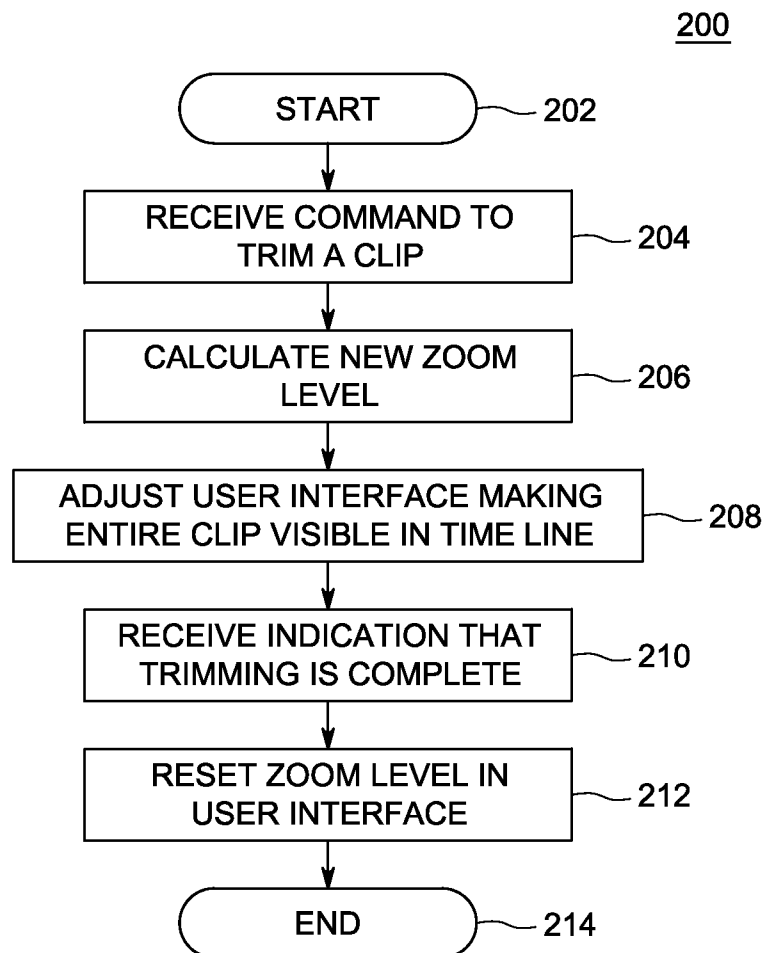 200
START
202
RECEIVE COMMAND TO
TRIM A CLIP
204
CALCULATE NEW ZOOM
LEVEL
206
ADJUST USER INTERFACE MAKING
ENTIRE CLIP VISIBLE IN TIME LINE
208
RECEIVE INDICATION THAT
TRIMMING IS COMPLETE
210
RESET ZOOM LEVEL IN
USER INTERFACE
212
END
214